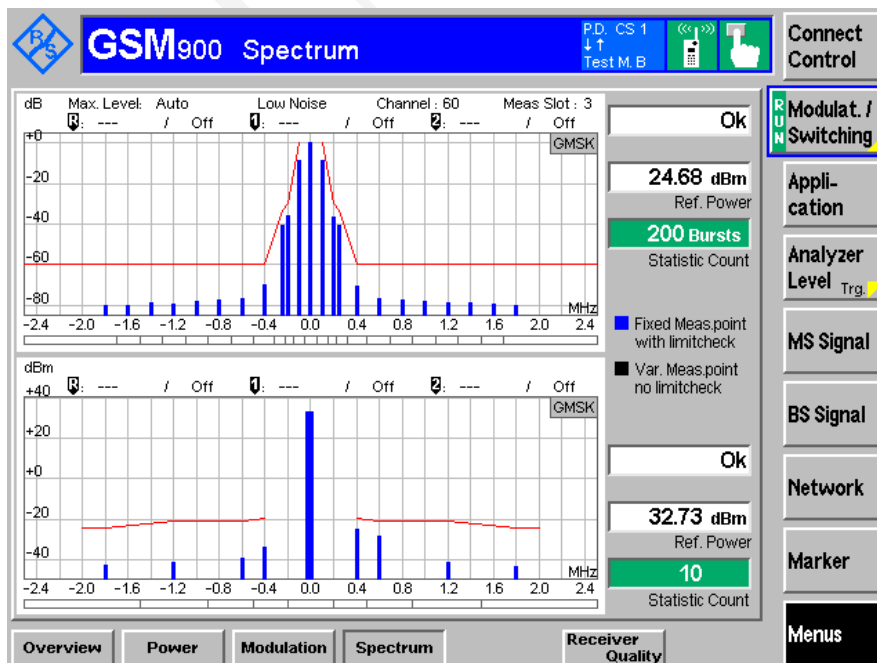 R S
GSM900 Spectrum
P.D. CS 1
↓↑
Test M. B
Connect Control
dB Max. Level: Auto Low Noise Channel : 60 Meas Slot : 3
R: --- / Off 1: --- / Off 2: --- / Off
GMSK
+0
-20
-40
-60
-80
MHz
-2.4 -2.0 -1.6 -1.2 -0.8 -0.4 0.0 0.4 0.8 1.2 1.6 2.0 2.4
Ok
24.68 dBm
Ref. Power
200 Bursts
Statistic Count
Fixed Meas.point
with limitcheck
Var. Meas.point
no limitcheck
dBm
R: --- / Off 1: --- / Off 2: --- / Off
GMSK
+40
+20
+0
-20
-40
MHz
-2.4 -2.0 -1.6 -1.2 -0.8 -0.4 0.0 0.4 0.8 1.2 1.6 2.0 2.4
Ok
32.73 dBm
Ref. Power
10
Statistic Count
RUN
Modulat. /
Switching
Appli-
cation
Analyzer
Level Trg.
MS Signal
BS Signal
Network
Marker
Menus
Overview
Power
Modulation
Spectrum
Receiver
Quality